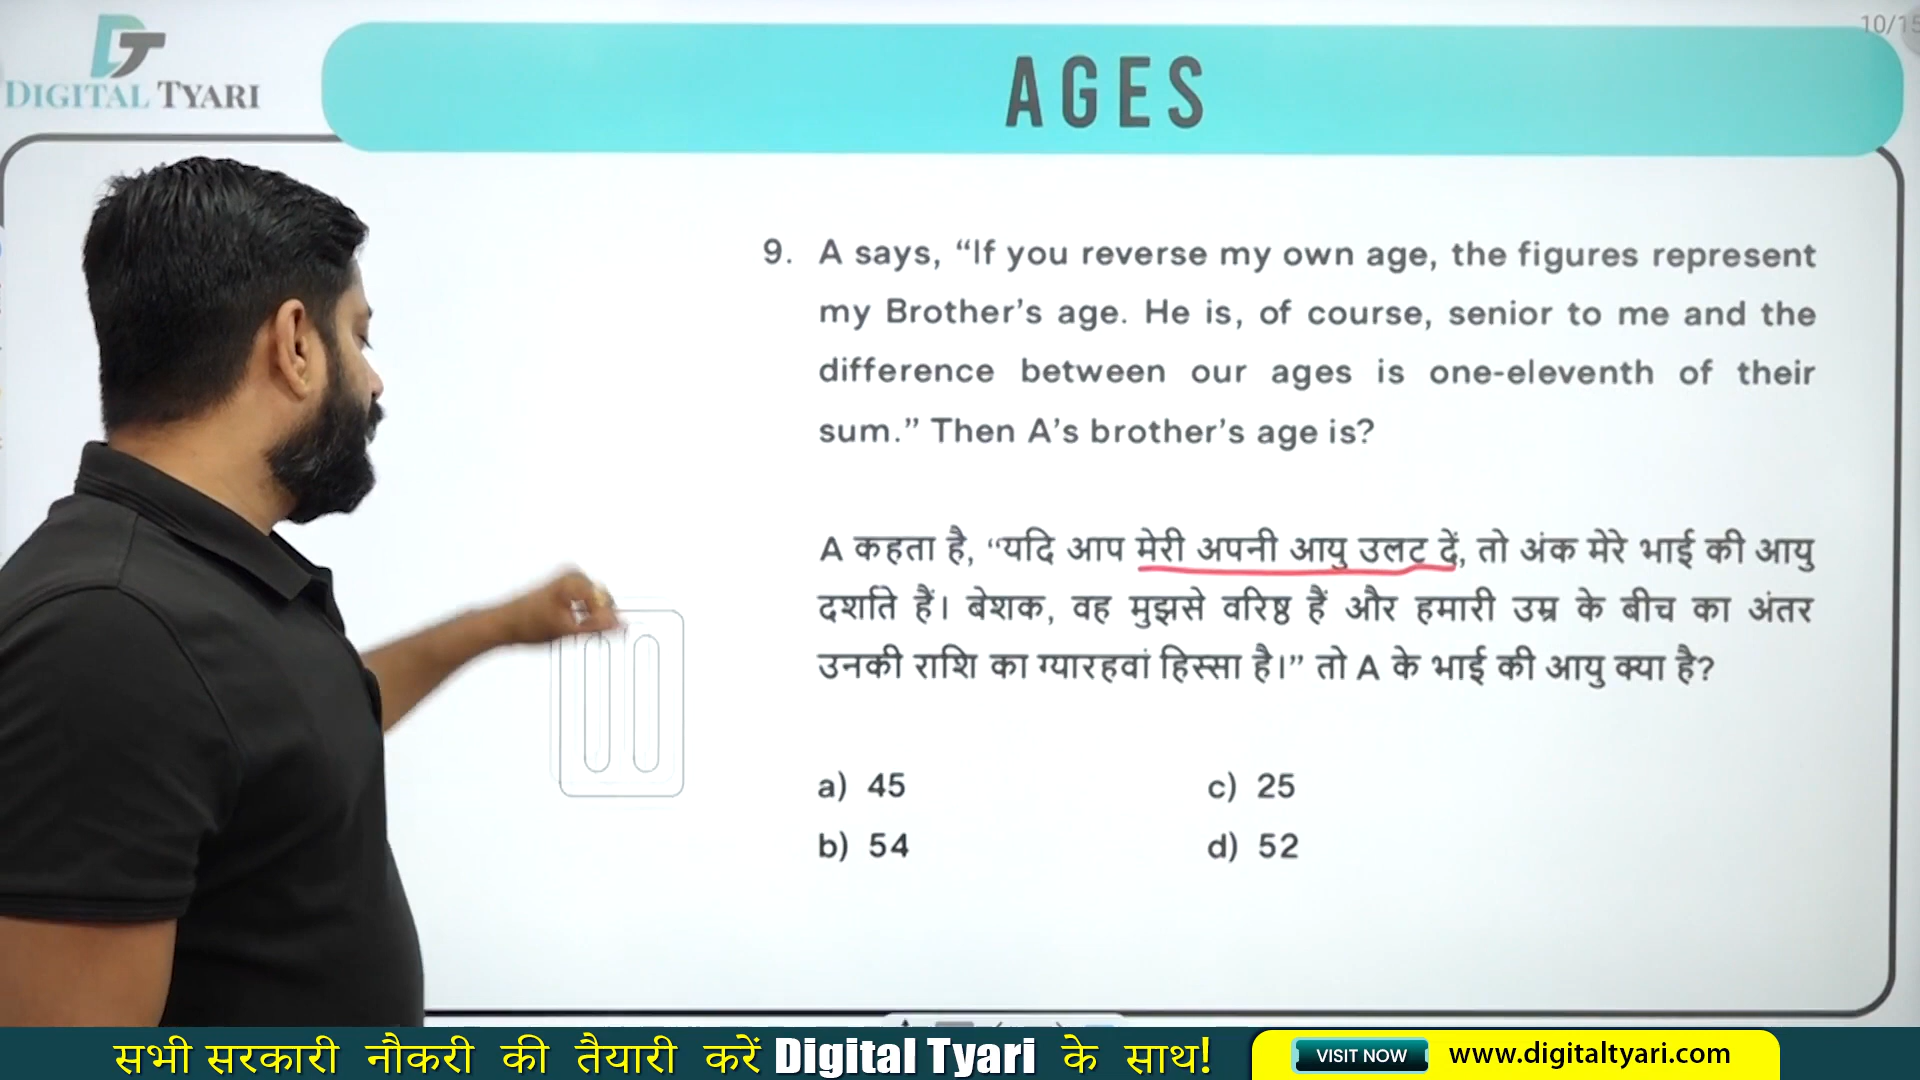 10/15
DT
DIGITAL TYARI
AGES
9. A says, “If you reverse my own age, the figures represent
my Brother’s age. He is, of course, senior to me and the
difference between our ages is one-eleventh of their
sum.” Then A’s brother’s age is?
A कहता है, “यदि आप मेरी अपनी आयु उलट दें, तो अंक मेरे भाई की आयु
दर्शाते हैं। बेशक, वह मुझसे वरिष्ठ हैं और हमारी उम्र के बीच का अंतर
उनकी राशि का ग्यारहवां हिस्सा है।” तो A के भाई की आयु क्या है?
a) 45 c) 25
b) 54 d) 52
सभी सरकारी नौकरी की तैयारी करें Digital Tyari के साथ!
VISIT NOW www.digitaltyari.com